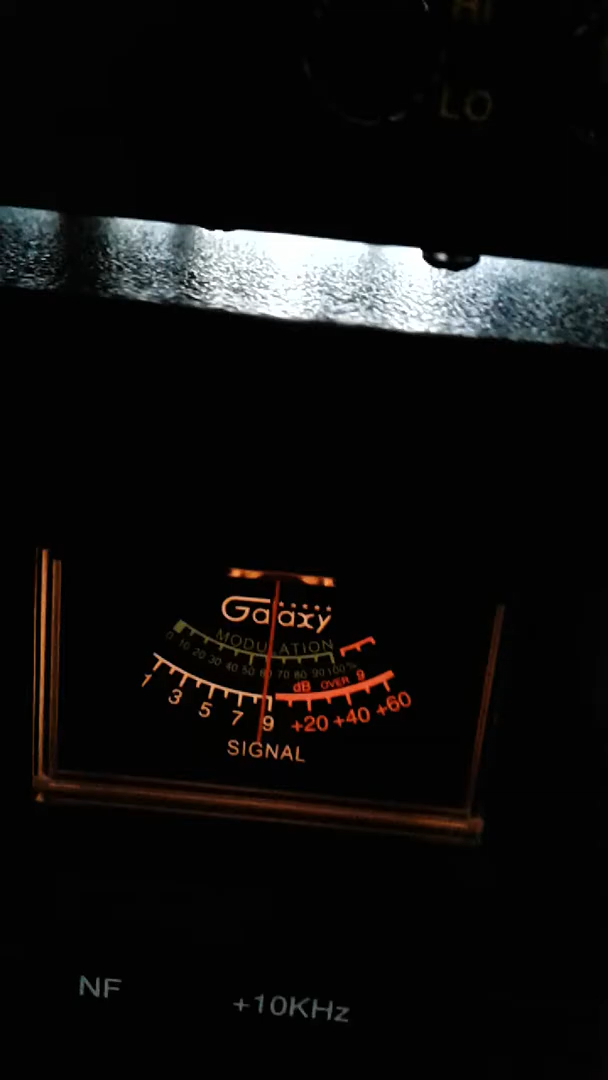 HI
LO
Galaxy
MODULATION
0 10 20 30 40 50 60 70 80 90 100%
dB OVER 9
1 3 5 7 9 +20 +40 +60
SIGNAL
NF +10KHz